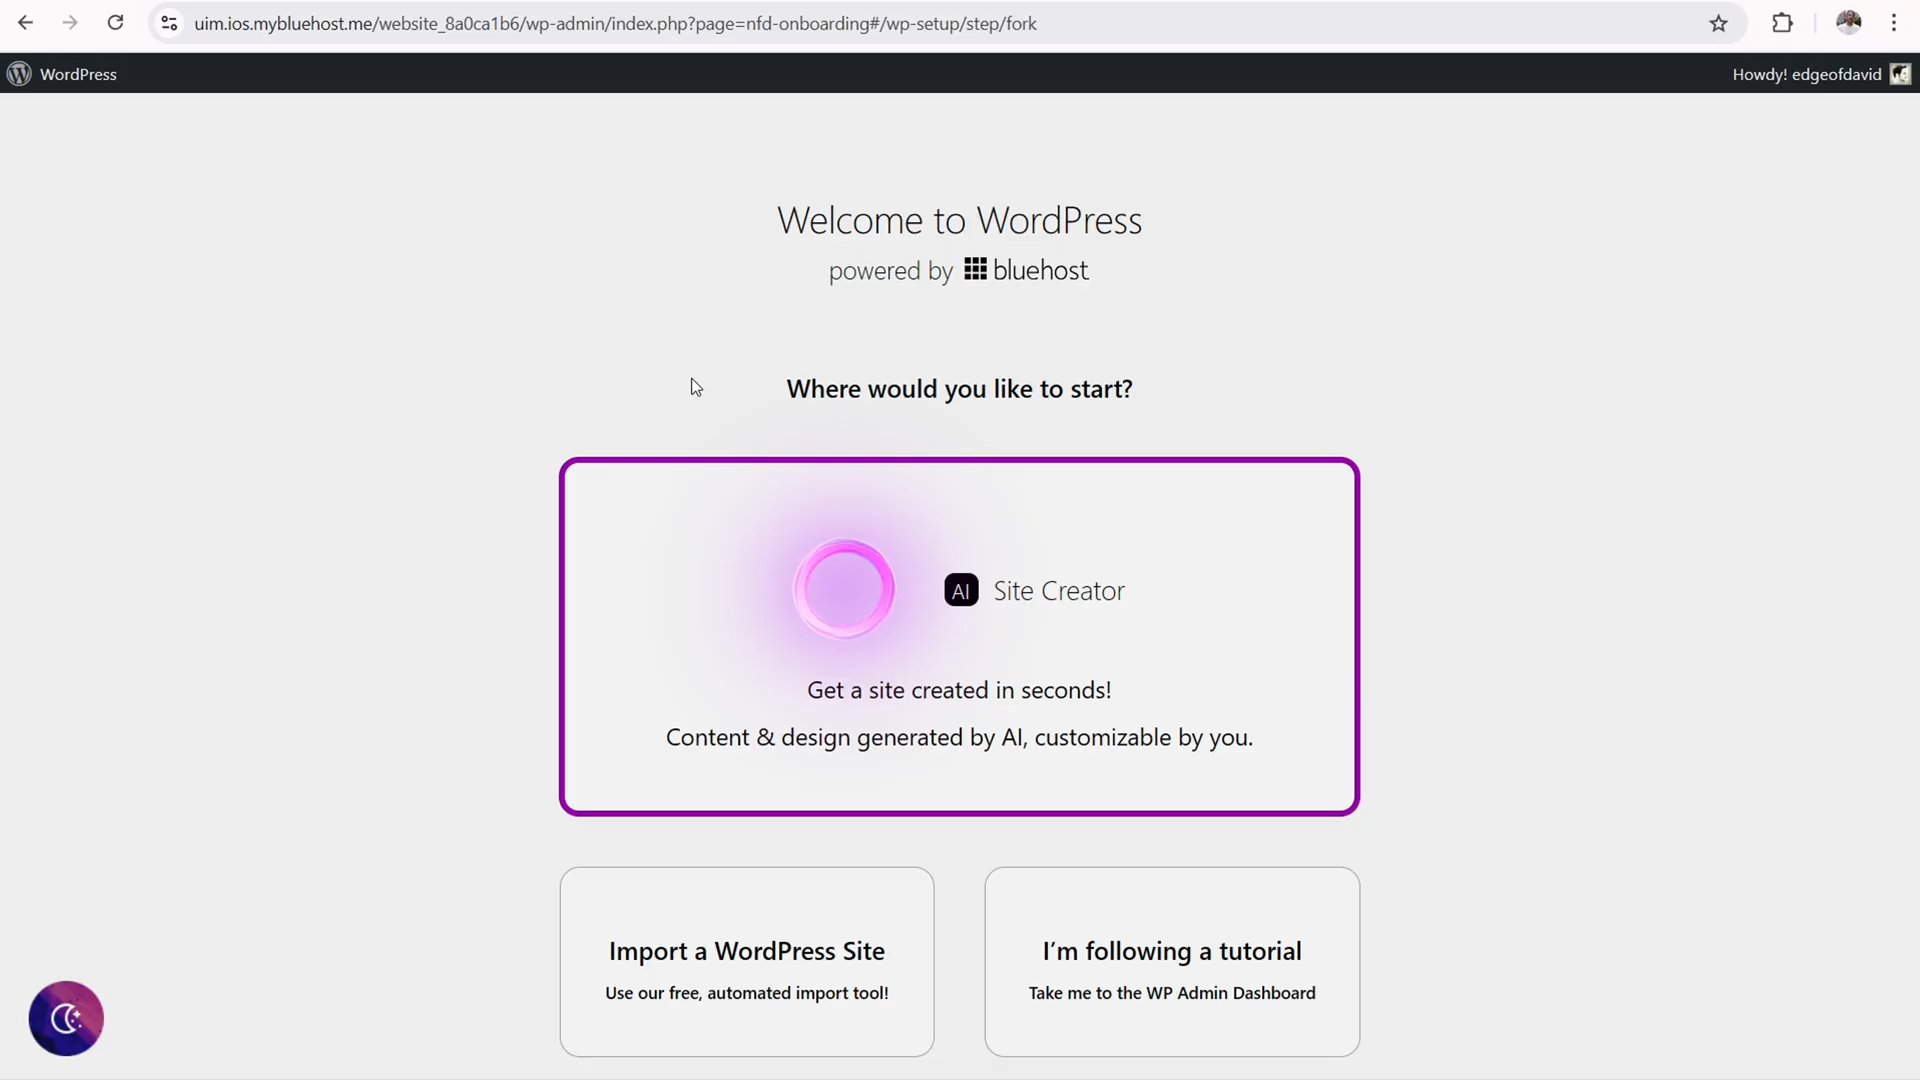 uim.ios.mybluehost.me/website_8a0ca1b6/wp-admin/index.php?page=nfd-onboarding#/wp-setup/step/fork
WordPress
Howdy! edgeofdavid
Welcome to WordPress
powered by bluehost
Where would you like to start?
AI Site Creator
Get a site created in seconds!
Content & design generated by AI, customizable by you.
Import a WordPress Site
Use our free, automated import tool!
I’m following a tutorial
Take me to the WP Admin Dashboard